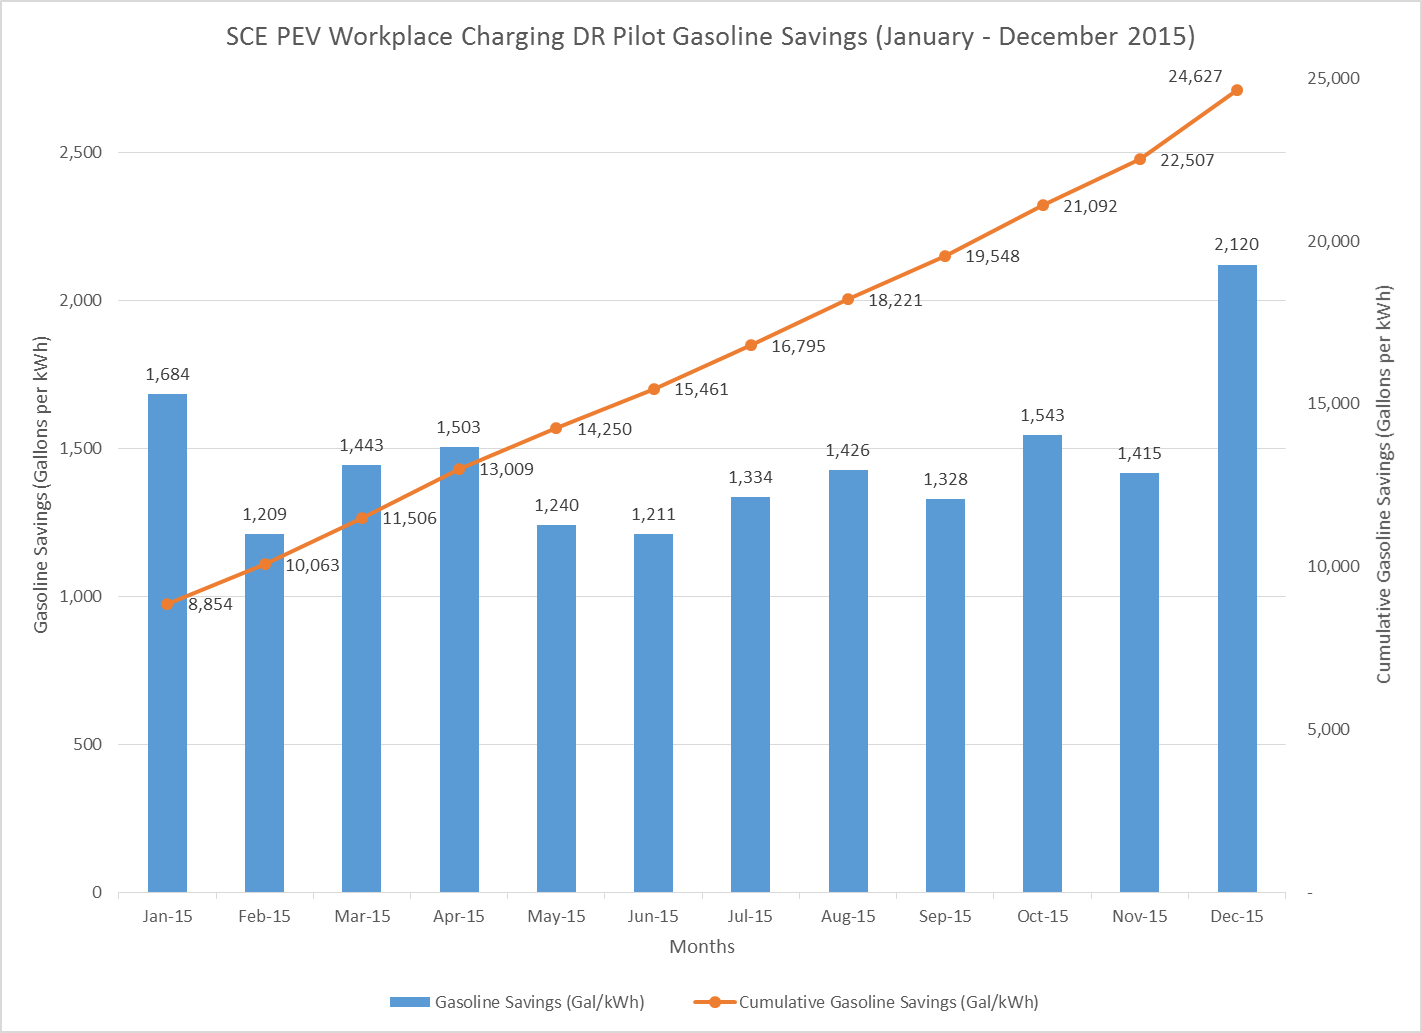 SCE PEV Workplace Charging DR Pilot Gasoline Savings (January - December 2015)
Gasoline Savings (Gallons per kWh)
2,500
2,000
1,500
1,000
500
0
25,000
20,000
15,000
10,000
5,000
-
Cumulative Gasoline Savings (Gallons per kWh)
1,684
1,209
1,443
1,503
1,240
1,211
1,334
1,426
1,328
1,543
1,415
2,120
8,854
10,063
11,506
13,009
14,250
15,461
16,795
18,221
19,548
21,092
22,507
24,627
Jan-15
Feb-15
Mar-15
Apr-15
May-15
Jun-15
Jul-15
Aug-15
Sep-15
Oct-15
Nov-15
Dec-15
Months
Gasoline Savings (Gal/kWh)
Cumulative Gasoline Savings (Gal/kWh)